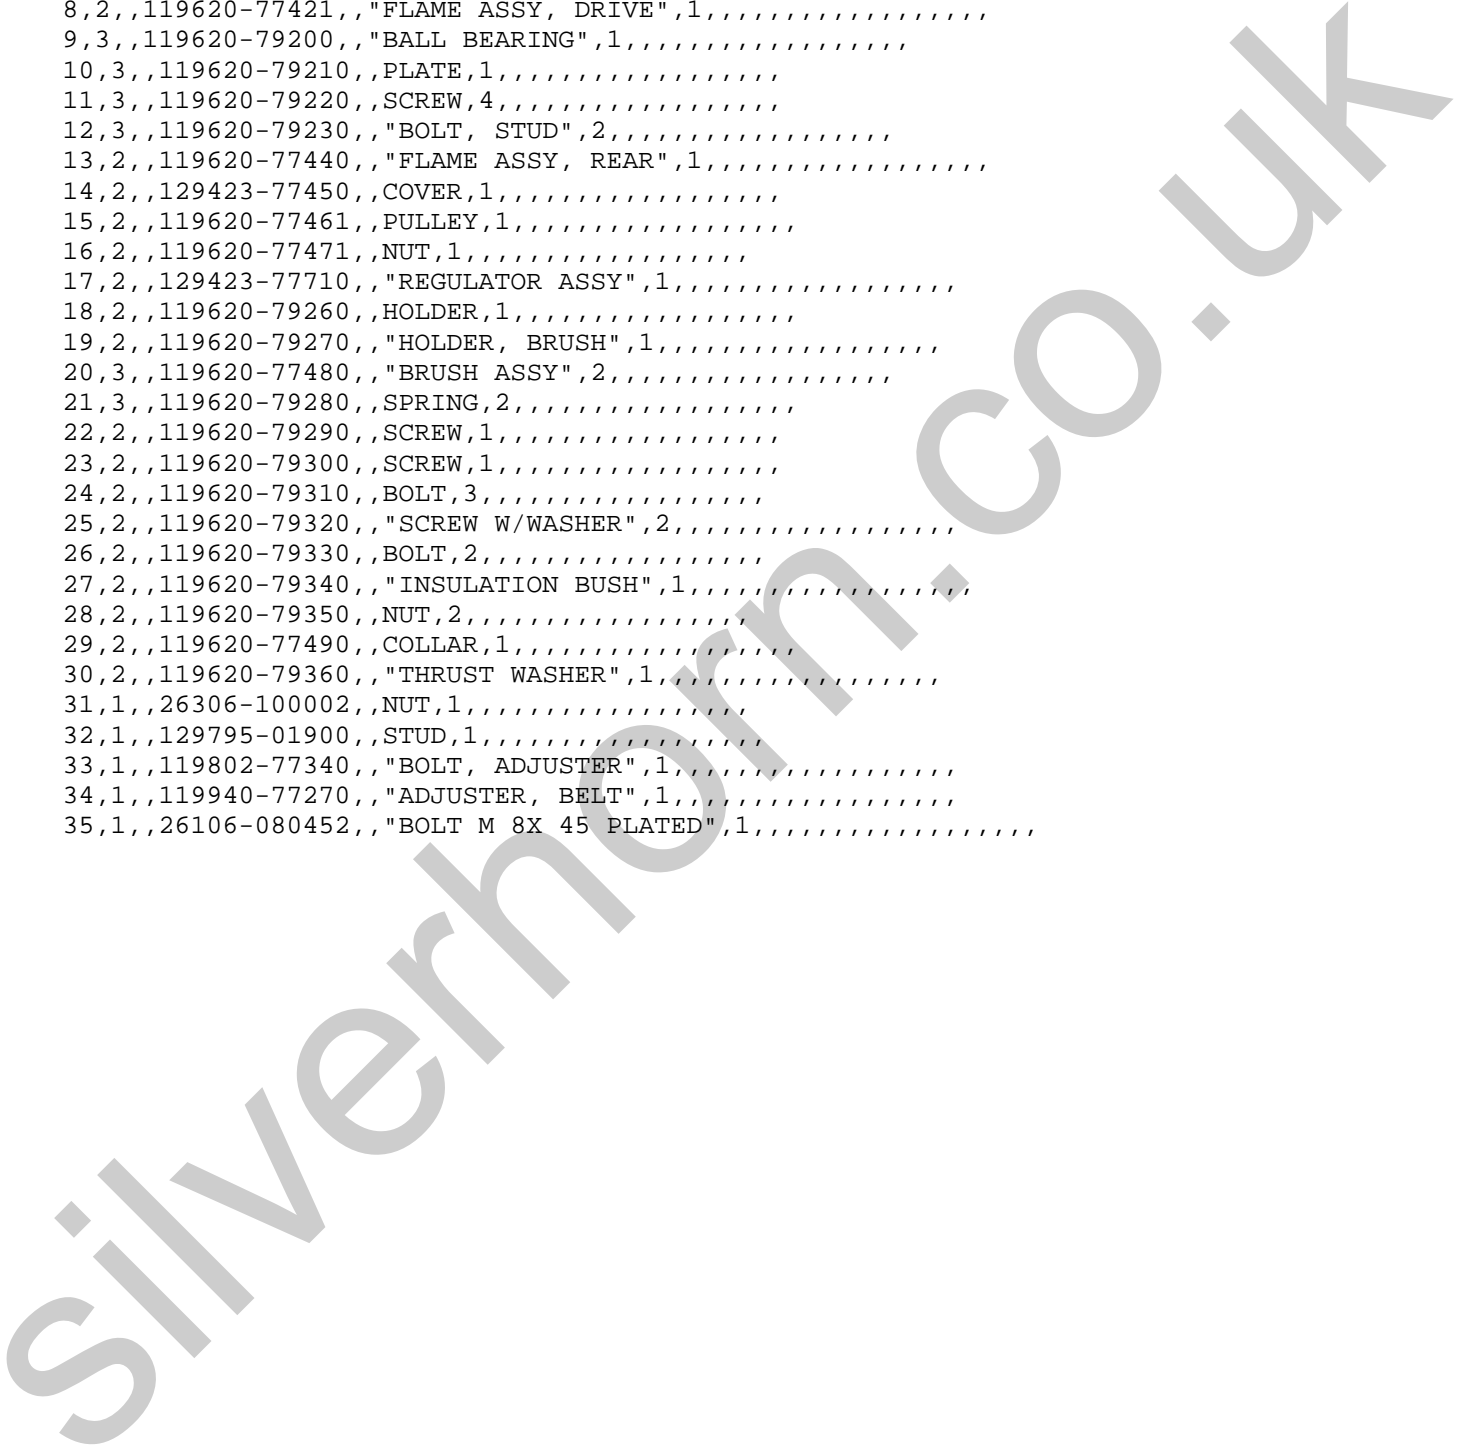 8,2,,119620-77421,,"FLAME ASSY, DRIVE",1,,,,,,,,,,,,,,,,,,
9,3,,119620-79200,,"BALL BEARING",1,,,,,,,,,,,,,,,,,,
10,3,,119620-79210,,PLATE,1,,,,,,,,,,,,,,,,,,
11,3,,119620-79220,,SCREW,4,,,,,,,,,,,,,,,,,,
12,3,,119620-79230,,"BOLT, STUD",2,,,,,,,,,,,,,,,,,,
13,2,,119620-77440,,"FLAME ASSY, REAR",1,,,,,,,,,,,,,,,,,,
14,2,,129423-77450,,COVER,1,,,,,,,,,,,,,,,,,,
15,2,,119620-77461,,PULLEY,1,,,,,,,,,,,,,,,,,,
16,2,,119620-77471,,NUT,1,,,,,,,,,,,,,,,,,,
17,2,,129423-77710,,"REGULATOR ASSY",1,,,,,,,,,,,,,,,,,,
18,2,,119620-79260,,HOLDER,1,,,,,,,,,,,,,,,,,,
19,2,,119620-79270,,"HOLDER, BRUSH",1,,,,,,,,,,,,,,,,,,
20,3,,119620-77480,,"BRUSH ASSY",2,,,,,,,,,,,,,,,,,,
21,3,,119620-79280,,SPRING,2,,,,,,,,,,,,,,,,,,
22,2,,119620-79290,,SCREW,1,,,,,,,,,,,,,,,,,,
23,2,,119620-79300,,SCREW,1,,,,,,,,,,,,,,,,,,
24,2,,119620-79310,,BOLT,3,,,,,,,,,,,,,,,,,,
25,2,,119620-79320,,"SCREW W/WASHER",2,,,,,,,,,,,,,,,,,,
26,2,,119620-79330,,BOLT,2,,,,,,,,,,,,,,,,,,
27,2,,119620-79340,,"INSULATION BUSH",1,,,,,,,,,,,,,,,,,,
28,2,,119620-79350,,NUT,2,,,,,,,,,,,,,,,,,,
29,2,,119620-77490,,COLLAR,1,,,,,,,,,,,,,,,,,,
30,2,,119620-79360,,"THRUST WASHER",1,,,,,,,,,,,,,,,,,,
31,1,,26306-100002,,NUT,1,,,,,,,,,,,,,,,,,,
32,1,,129795-01900,,STUD,1,,,,,,,,,,,,,,,,,,
33,1,,119802-77340,,"BOLT, ADJUSTER",1,,,,,,,,,,,,,,,,,,
34,1,,119940-77270,,"ADJUSTER, BELT",1,,,,,,,,,,,,,,,,,,
35,1,,26106-080452,,"BOLT M 8X 45 PLATED",1,,,,,,,,,,,,,,,,,,
silverhorn.co.uk